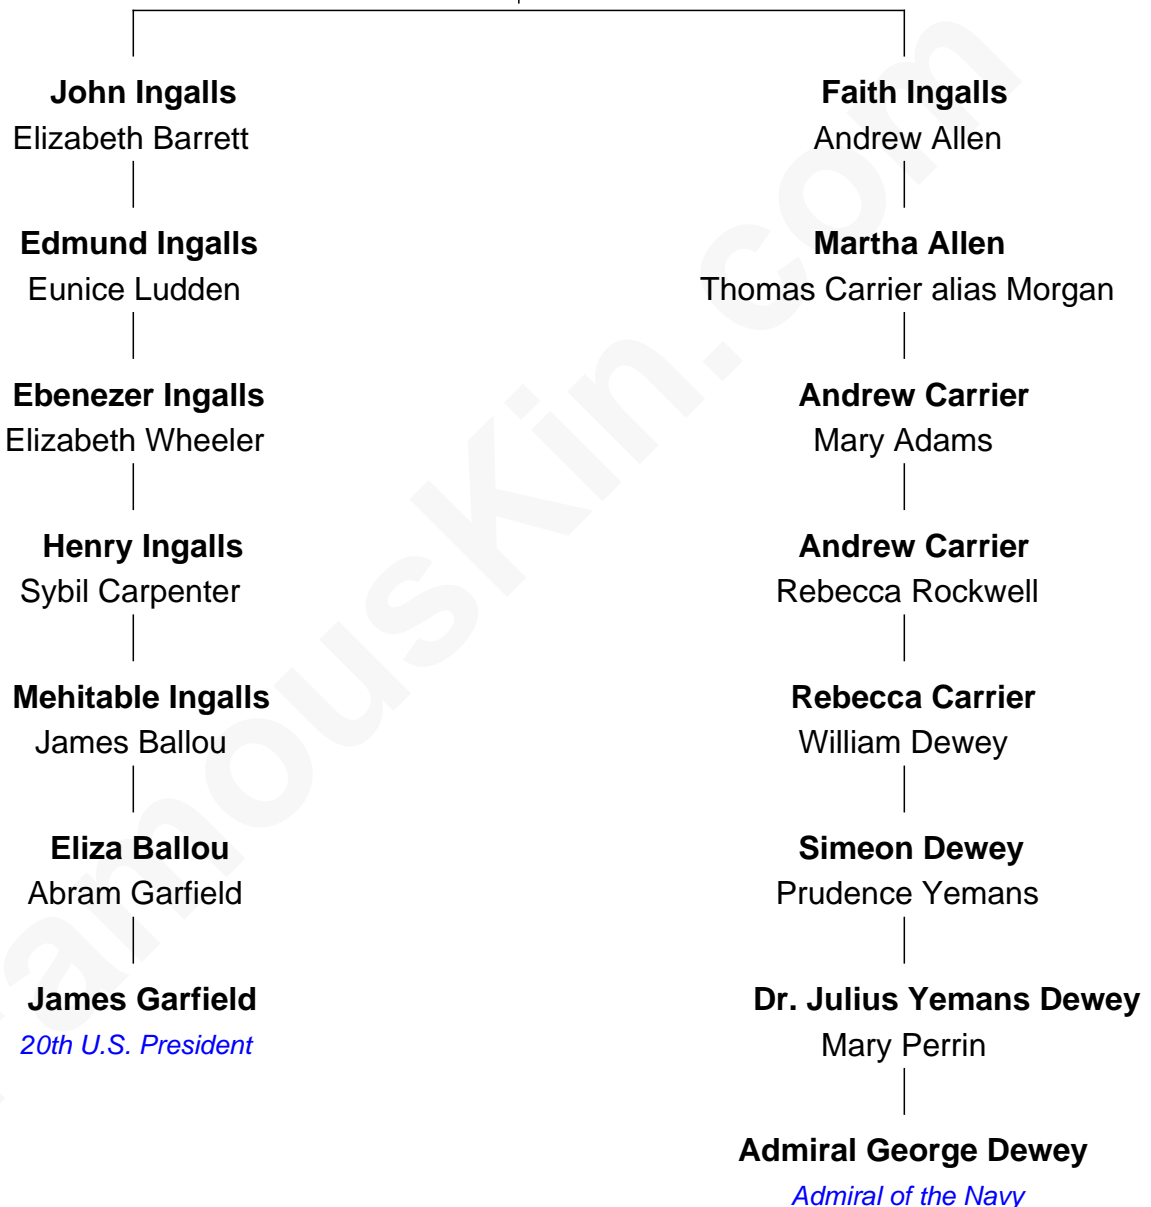 John Ingalls
Elizabeth Barrett
Edmund Ingalls
Eunice Ludden
Ebenezer Ingalls
Elizabeth Wheeler
Henry Ingalls
Sybil Carpenter
Mehitable Ingalls
James Ballou
Eliza Ballou
Abram Garfield
James Garfield
20th U.S. President
Faith Ingalls
Andrew Allen
Martha Allen
Thomas Carrier alias Morgan
Andrew Carrier
Mary Adams
Andrew Carrier
Rebecca Rockwell
Rebecca Carrier
William Dewey
Simeon Dewey
Prudence Yemans
Dr. Julius Yemans Dewey
Mary Perrin
Admiral George Dewey
Admiral of the Navy
FamousKin.com